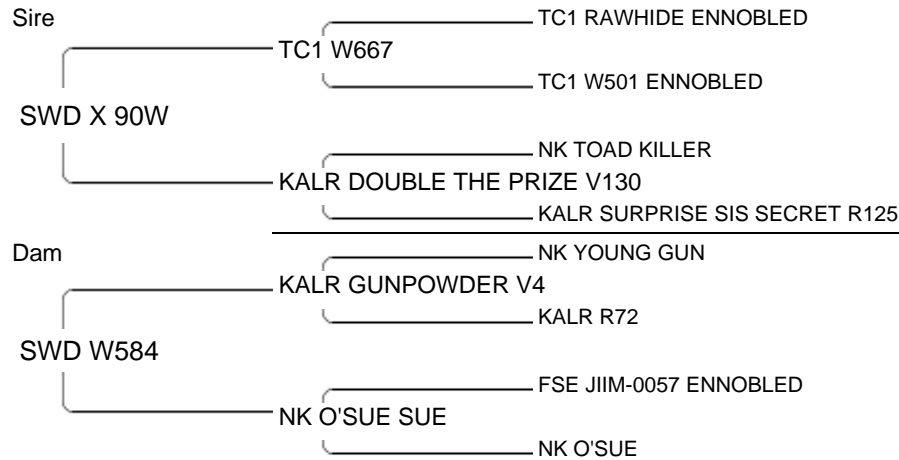 Sire
TC1 RAWHIDE ENNOBLED
TC1 W667
TC1 W501 ENNOBLED
SWD X 90W
NK TOAD KILLER
KALR DOUBLE THE PRIZE V130
KALR SURPRISE SIS SECRET R125
Dam
NK YOUNG GUN
KALR GUNPOWDER V4
KALR R72
SWD W584
FSE JIIM-0057 ENNOBLED
NK O'SUE SUE
NK O'SUE